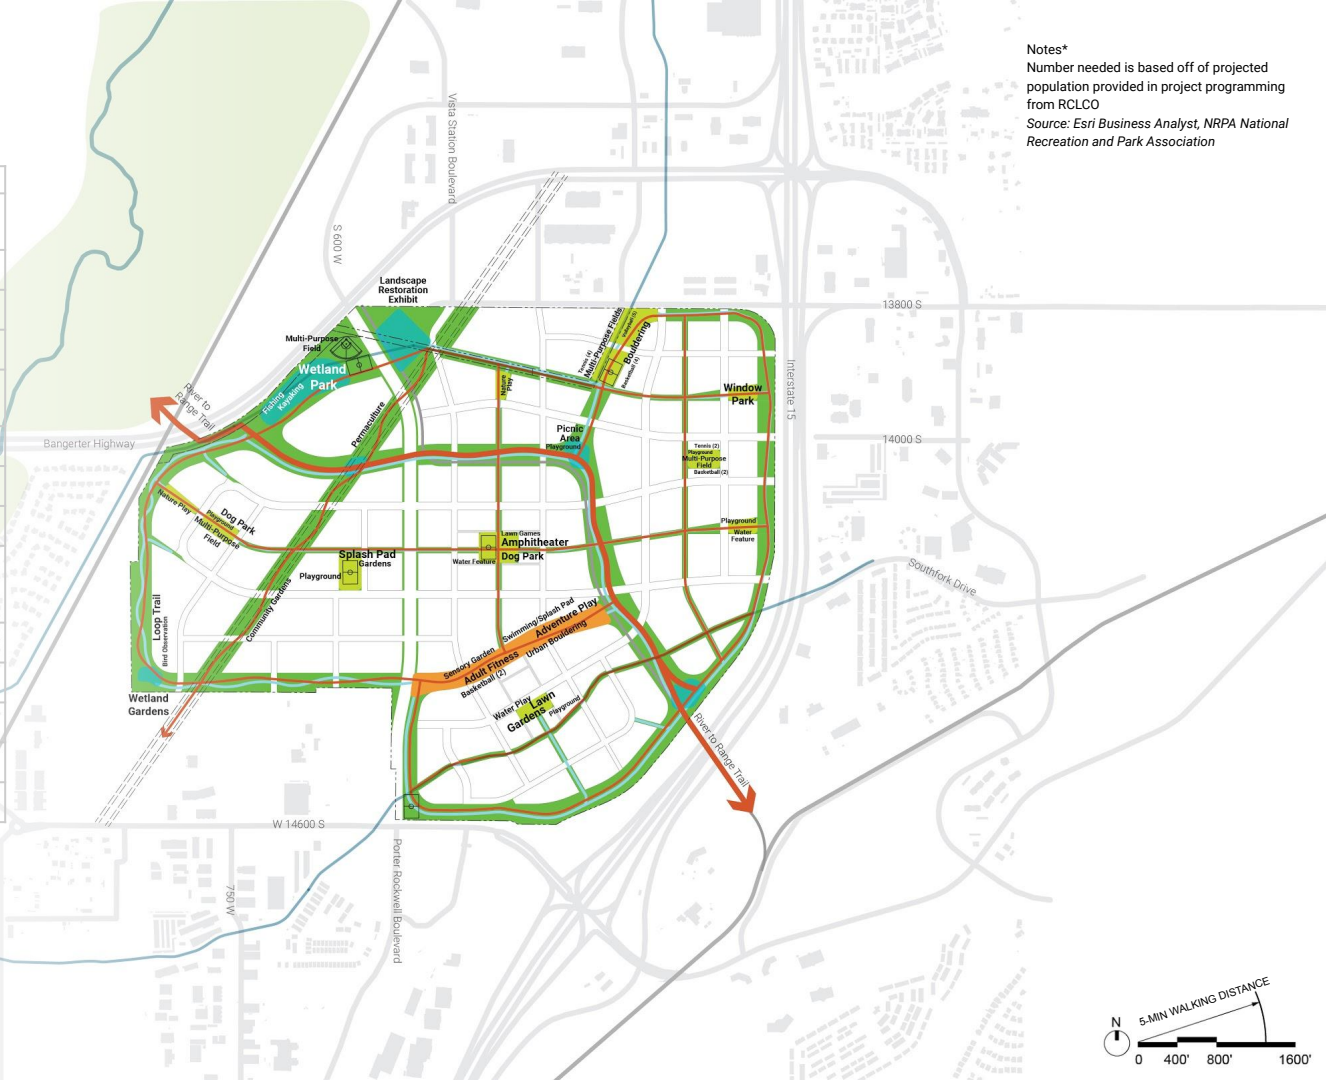 Notes*
Number needed is based off of projected
population provided in project programming
from RCLCO
Source: Esri Business Analyst, NRPA National
Recreation and Park Association
Vista Station Boulevard
S 600 W
Landscape
Restoration
Exhibit
13800 S
Multi-Purpose
Field
Wetland
Park
Fishing
Kayaking
Tennis (4)
Multi-Purpose Fields
Volleyball (5)
Bouldering
Basketball (4)
Interstate 15
Nature
Play
Window
Park
River to
Range Trail
Permaculture
Picnic
Area
Playground
Bangerter Highway
14000 S
Tennis (2)
Playground
Multi-Purpose
Field
Basketball (2)
Nature Play
Playground
Dog Park
Multi-Purpose
Field
Playground
Water
Feature
Lawn Games
Amphitheater
Dog Park
Water Feature
Splash Pad
Gardens
Playground
Southfork Drive
Loop Trail
Bird Observation
Community Gardens
Swimming/Splash Pad
Adventure Play
Urban Bouldering
Sensory Garden
Adult Fitness
Basketball (2)
Wetland
Gardens
Water Play
Lawn
Gardens
Playground
River to Range Trail
W 14600 S
Porter Rockwell Boulevard
750 W
5-MIN WALKING DISTANCE
N
0 400' 800' 1600'